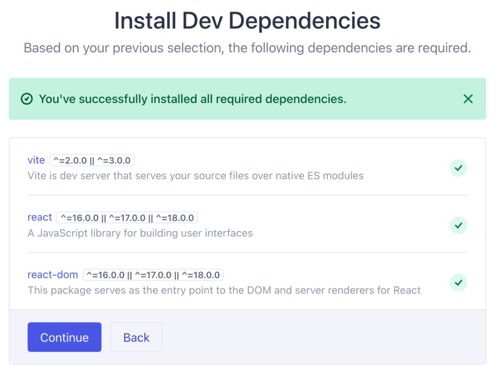 Install Dev Dependencies
Based on your previous selection, the following dependencies are required.
You've successfully installed all required dependencies.
vite ^=2.0.0 || ^=3.0.0
Vite is dev server that serves your source files over native ES modules
react ^=16.0.0 || ^=17.0.0 || ^=18.0.0
A JavaScript library for building user interfaces
react-dom ^=16.0.0 || ^=17.0.0 || ^=18.0.0
This package serves as the entry point to the DOM and server renderers for React
Continue Back